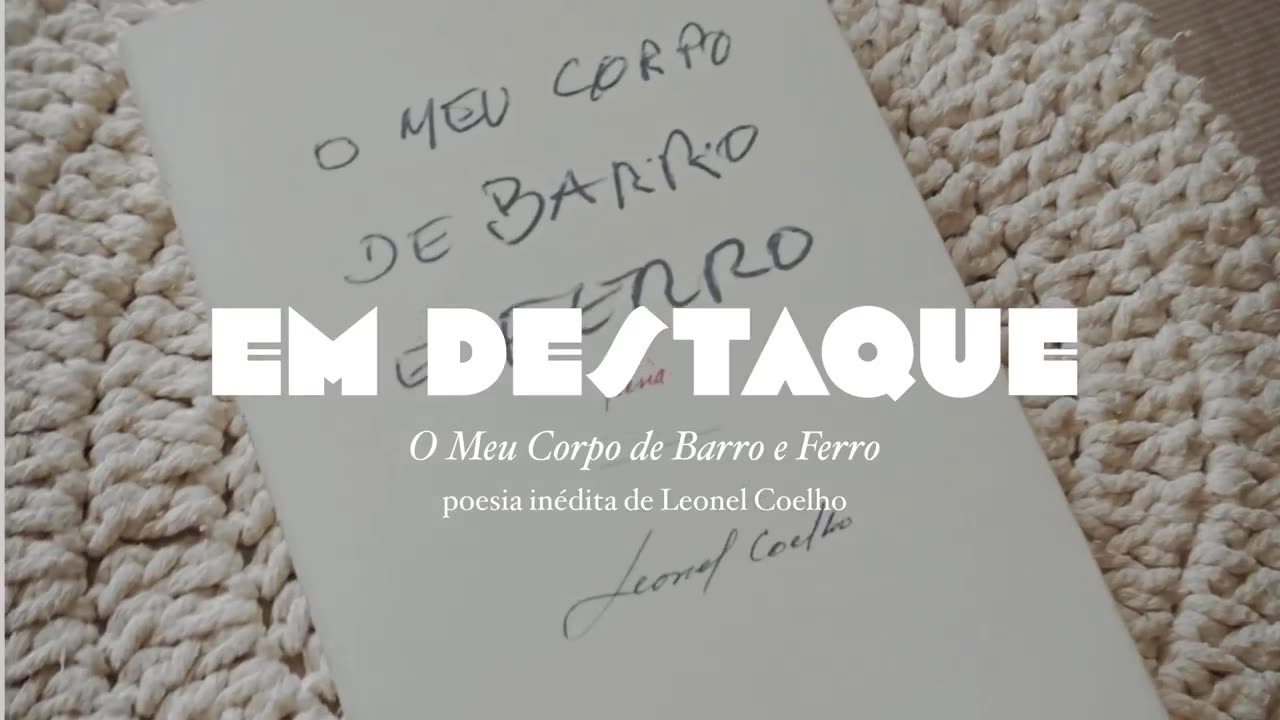 O MEU CORPO
DE BARRO
E FERRO
EM DESTAQUE
O Meu Corpo de Barro e Ferro
poesia inédita de Leonel Coelho
Leonel Coelho